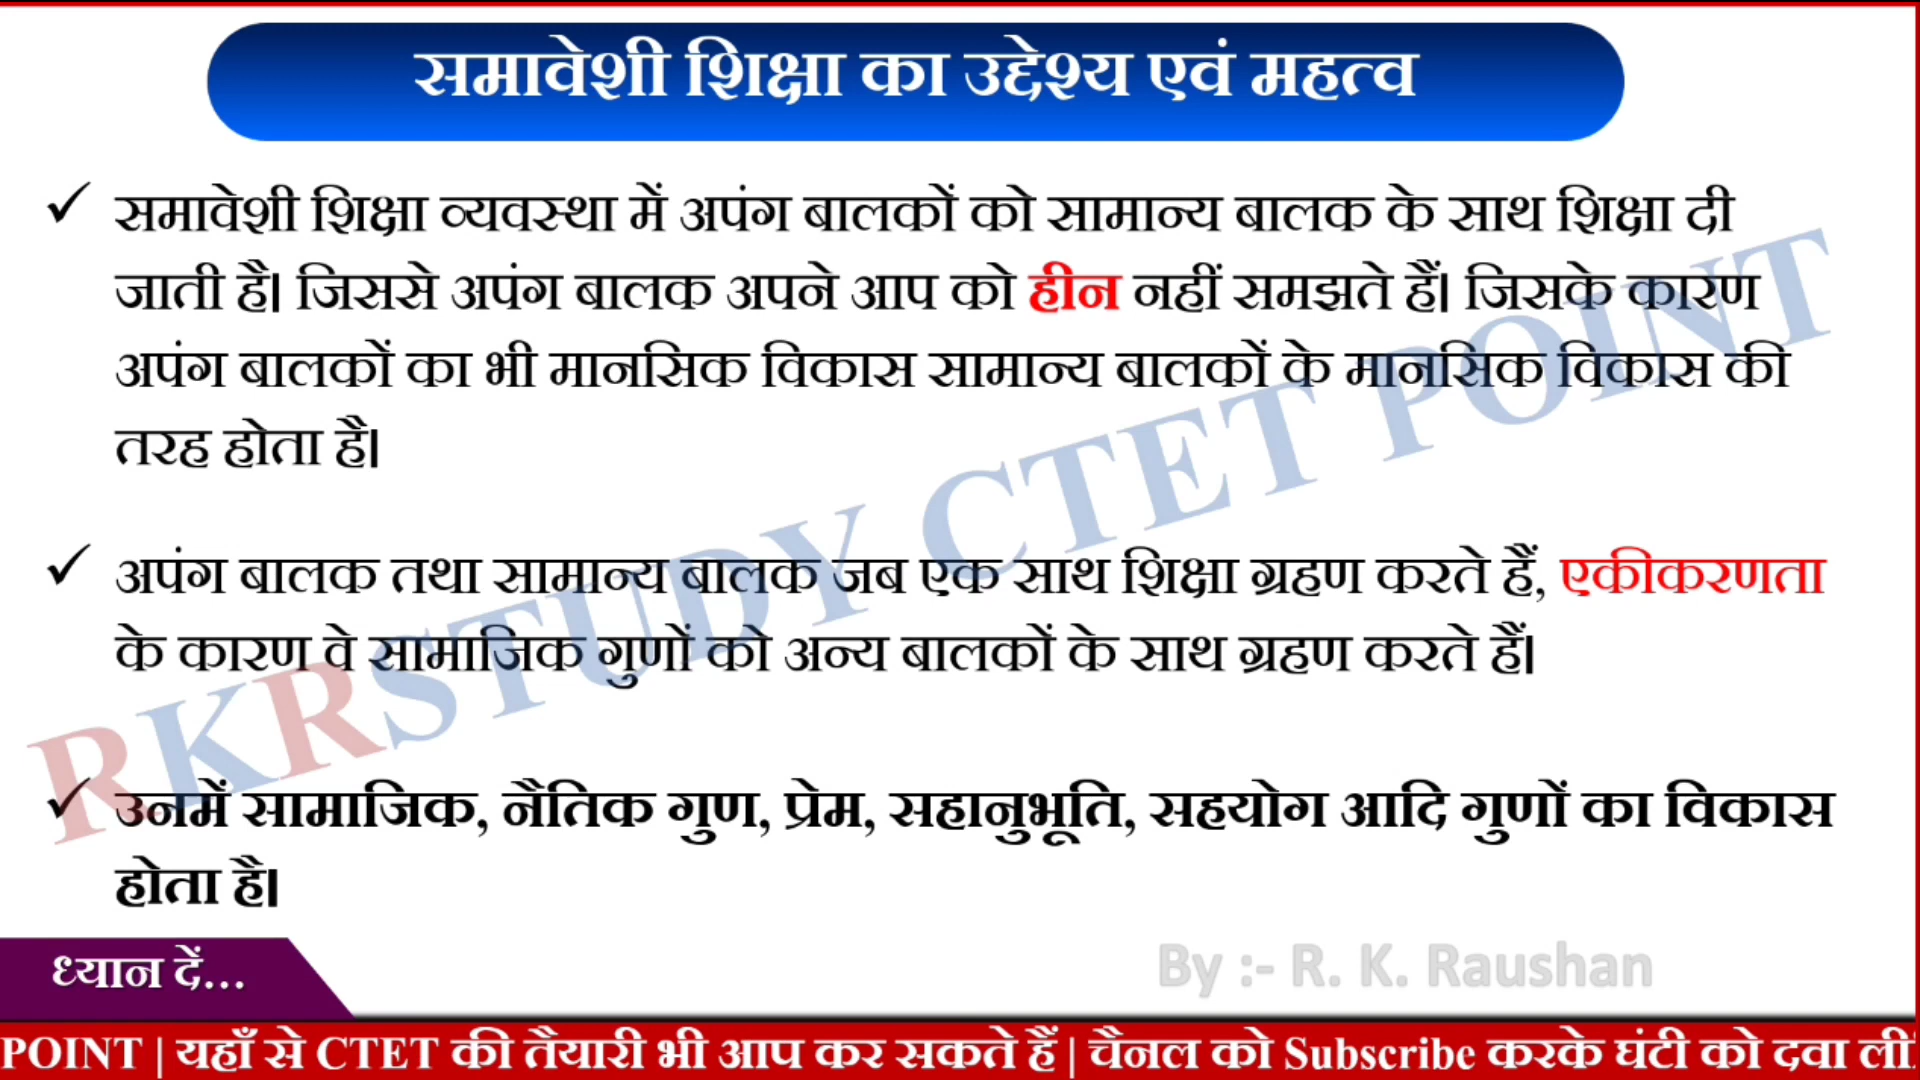 समावेशी शिक्षा का उद्देश्य एवं महत्व
✓ समावेशी शिक्षा व्यवस्था में अपंग बालकों को सामान्य बालक के साथ शिक्षा दी
जाती है। जिससे अपंग बालक अपने आप को हीन नहीं समझते हैं। जिसके कारण
अपंग बालकों का भी मानसिक विकास सामान्य बालकों के मानसिक विकास की
तरह होता है।
✓ अपंग बालक तथा सामान्य बालक जब एक साथ शिक्षा ग्रहण करते हैं, एकीकरणता
के कारण वे सामाजिक गुणों को अन्य बालकों के साथ ग्रहण करते हैं।
✓ उनमें सामाजिक, नैतिक गुण, प्रेम, सहानुभूति, सहयोग आदि गुणों का विकास
होता है।
RKRSTUDY CTET POINT
ध्यान दें...
By :- R. K. Raushan
POINT | यहाँ से CTET की तैयारी भी आप कर सकते हैं | चैनल को Subscribe करके घंटी को दवा ली